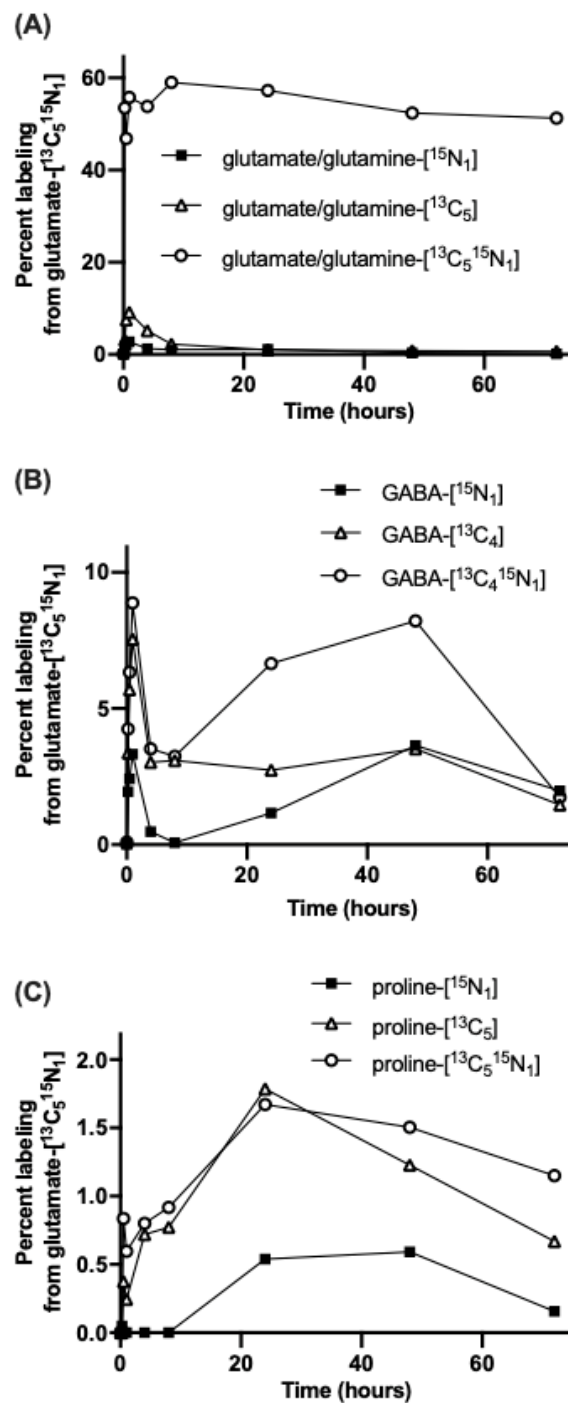 (A)
Percent labeling
from glutamate-[¹³C₅¹⁵N₁]
60
40
20
0
glutamate/glutamine-[¹⁵N₁]
glutamate/glutamine-[¹³C₅]
glutamate/glutamine-[¹³C₅¹⁵N₁]
0 20 40 60
Time (hours)
(B)
GABA-[¹⁵N₁]
GABA-[¹³C₄]
GABA-[¹³C₄¹⁵N₁]
Percent labeling
from glutamate-[¹³C₅¹⁵N₁]
10
5
0
0 20 40 60
Time (hours)
(C)
proline-[¹⁵N₁]
proline-[¹³C₅]
proline-[¹³C₅¹⁵N₁]
Percent labeling
from glutamate-[¹³C₅¹⁵N₁]
2.0
1.5
1.0
0.5
0.0
0 20 40 60
Time (hours)